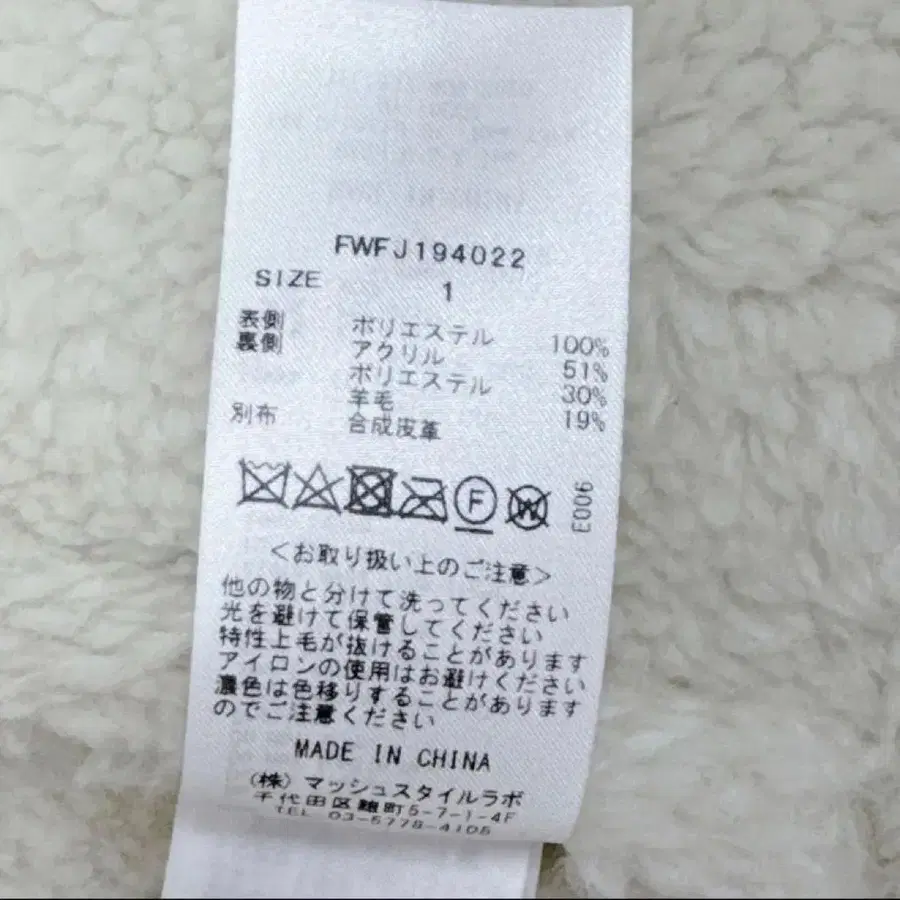 FWFJ194022
SIZE 1
表側 ポリエステル 100%
裏側 アクリル 51%
ポリエステル 30%
羊毛 19%
別布 合成皮革
F W E006
<お取り扱い上のご注意>
他の物と分けて洗ってください
光を避けて保管してください
特性上毛が抜けることがあります
アイロンの使用はお避けください
濃色は色移りすることがあります
のでご注意ください
MADE IN CHINA
(株) マッシュスタイルラボ
千代田区麹町5-7-1-4F
TEL 03-5778-4105